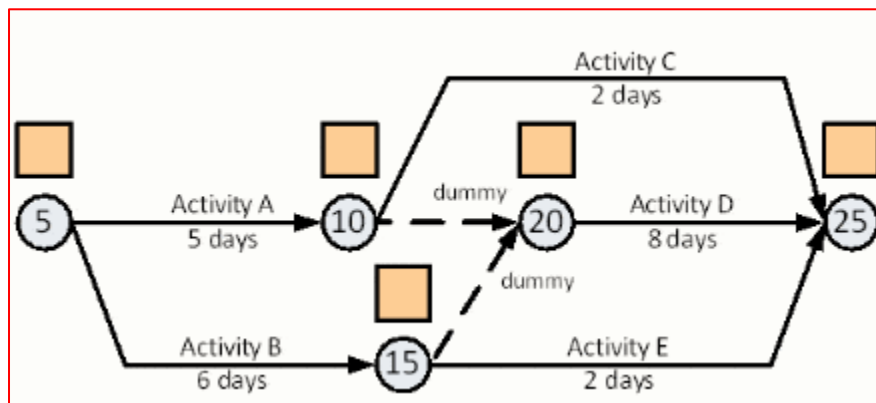 Activity C
2 days
5
Activity A
5 days
10
dummy
20
Activity D
8 days
25
dummy
Activity B
6 days
15
Activity E
2 days